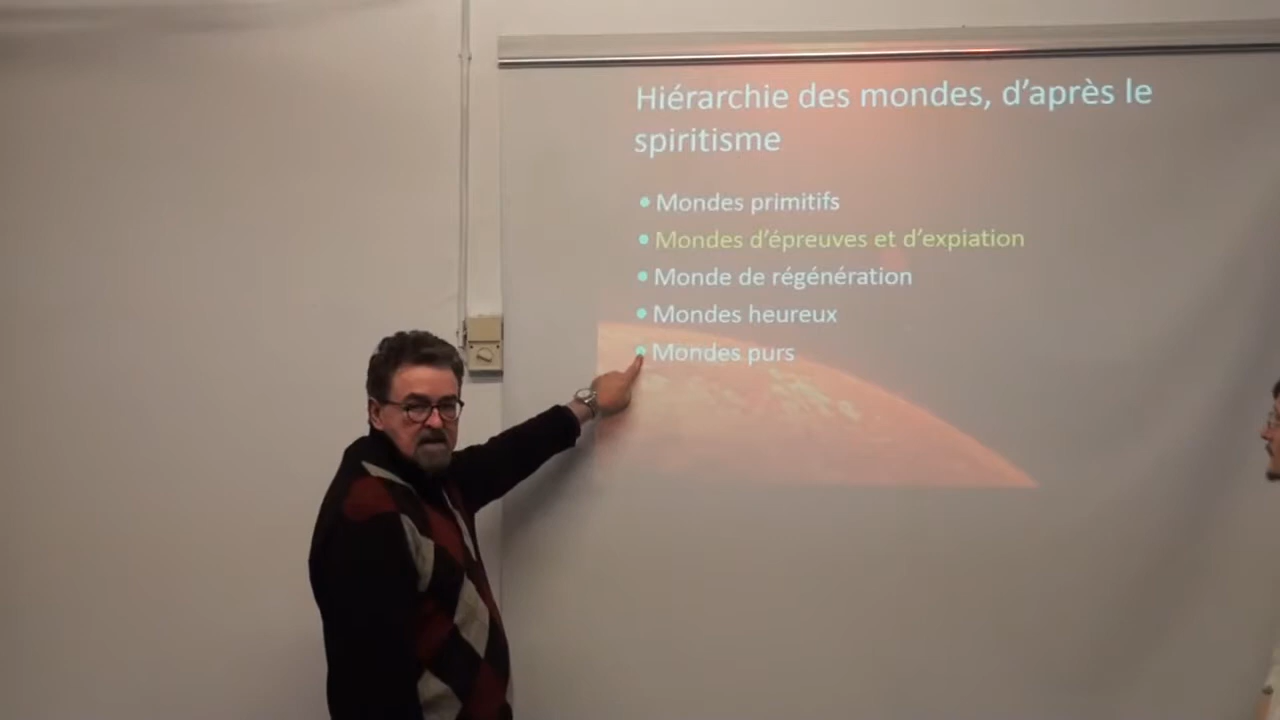 Hiérarchie des mondes, d'après le
spiritisme
• Mondes primitifs
• Mondes d'épreuves et d'expiation
• Monde de régénération
• Mondes heureux
• Mondes purs